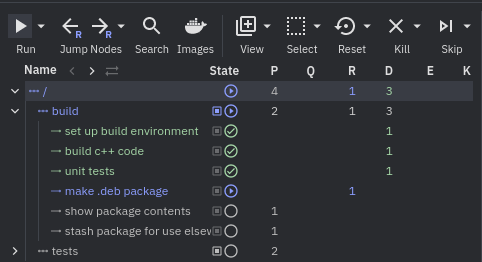 Run Jump Nodes Search Images View Select Reset Kill Skip
Name State P Q R D E K
/ 4 1 3
build 2 1 3
set up build environment 1
build c++ code 1
unit tests 1
make .deb package 1
show package contents 1
stash package for use elsew 1
tests 2